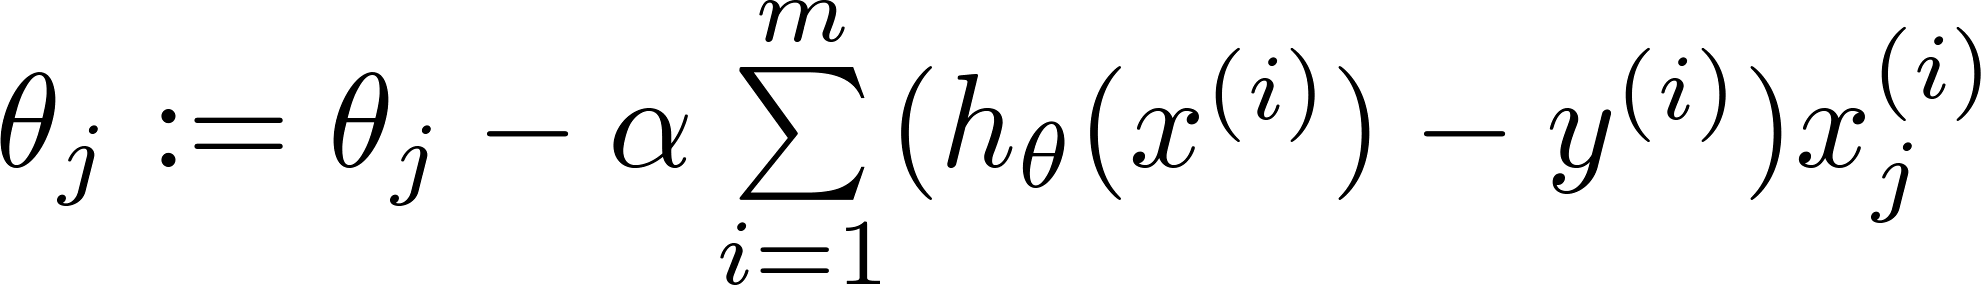 θ_j := θ_j − α ∑_{i=1}^{m} (h_θ(x^{(i)}) − y^{(i)}) x_j^{(i)}